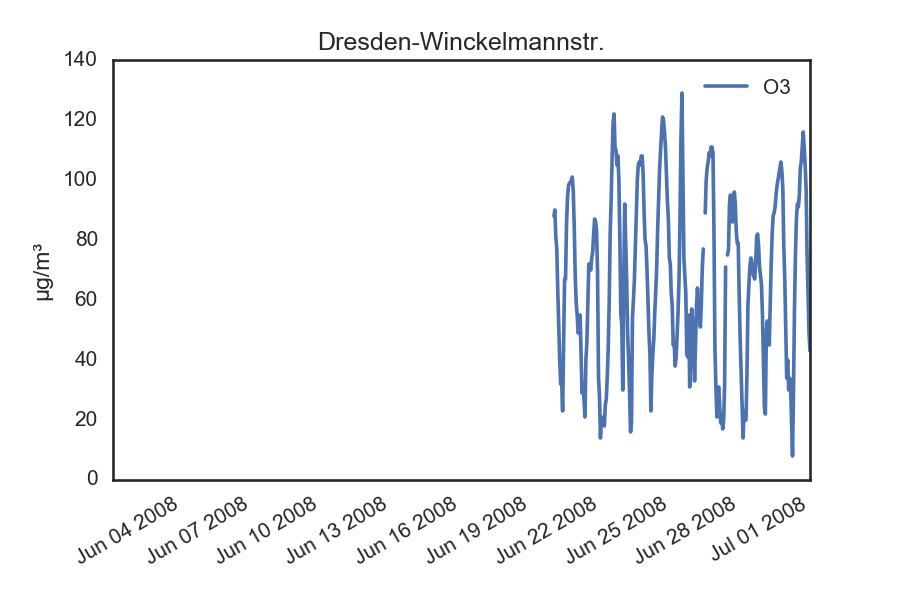 Dresden-Winckelmannstr.
140
120
100
80
60
40
20
0
µg/m³
O3
Jun 04 2008
Jun 07 2008
Jun 10 2008
Jun 13 2008
Jun 16 2008
Jun 19 2008
Jun 22 2008
Jun 25 2008
Jun 28 2008
Jul 01 2008